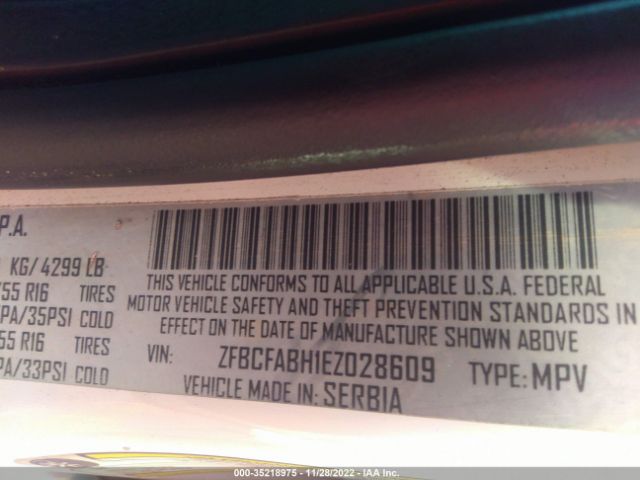 P.A.
KG/ 4299 LB
/55 R16 TIRES
PA/35PSI COLD
55 R16 TIRES
PA/33PSI COLD
THIS VEHICLE CONFORMS TO ALL APPLICABLE U.S.A. FEDERAL
MOTOR VEHICLE SAFETY AND THEFT PREVENTION STANDARDS IN
EFFECT ON THE DATE OF MANUFACTURE SHOWN ABOVE
VIN: ZFBCFABH1EZ028609 TYPE: MPV
VEHICLE MADE IN: SERBIA
000-35218975 - 11/28/2022 - IAA Inc.